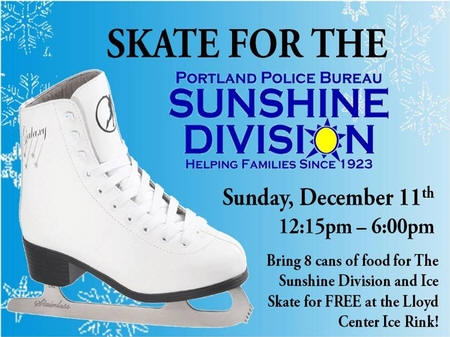 SKATE FOR THE
PORTLAND POLICE BUREAU
SUNSHINE
DIVISION
HELPING FAMILIES SINCE 1923
Sunday, December 11th
12:15pm – 6:00pm
Bring 8 cans of food for The
Sunshine Division and Ice
Skate for FREE at the Lloyd
Center Ice Rink!
Galaxy